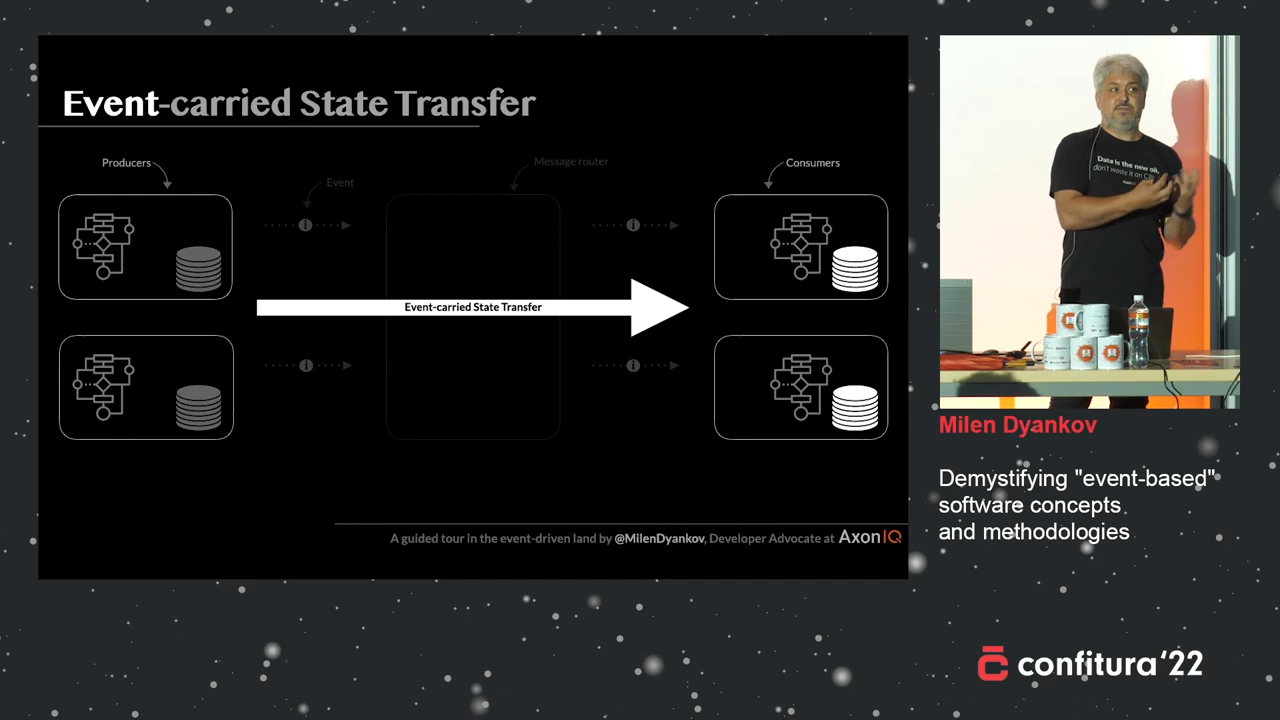 Event-carried State Transfer
Producers
Event
Message router
Consumers
Event-carried State Transfer
A guided tour in the event-driven land by @MilenDyankov, Developer Advocate at AxonIQ
Data is the new oil,
don't waste it on
Milen Dyankov
Demystifying "event-based"
software concepts
and methodologies
confitura '22